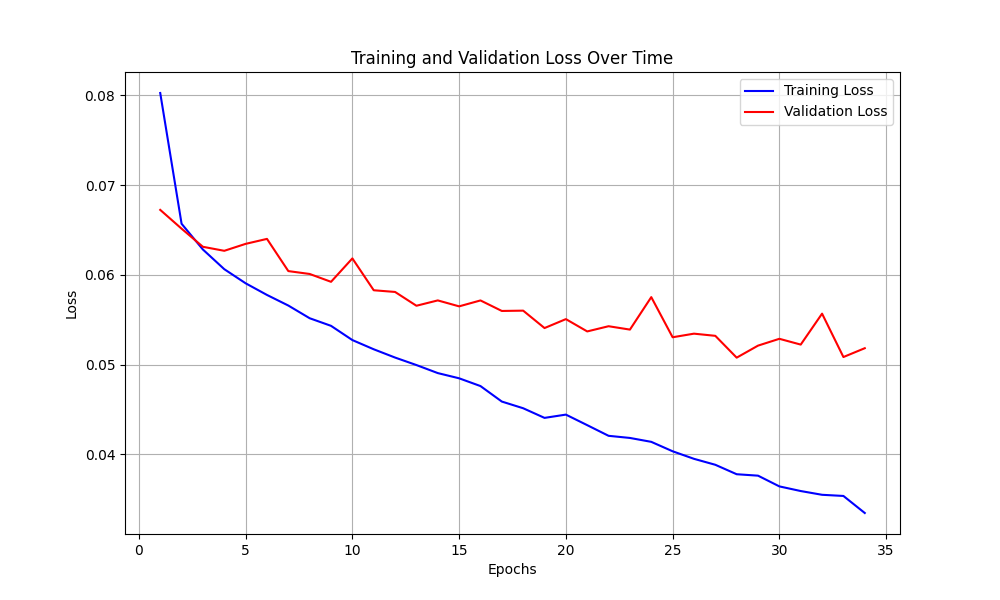 Training and Validation Loss Over Time
Training Loss
Validation Loss
Loss
0.08
0.07
0.06
0.05
0.04
0 5 10 15 20 25 30 35
Epochs